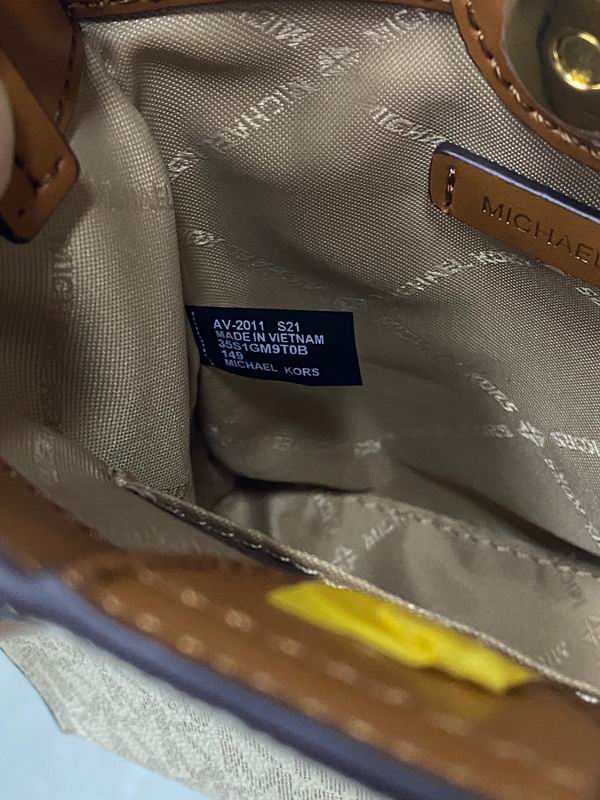 MICHAEL
AV-2011 S21
MADE IN VIETNAM
35S1GM9T0B
149
MICHAEL KORS